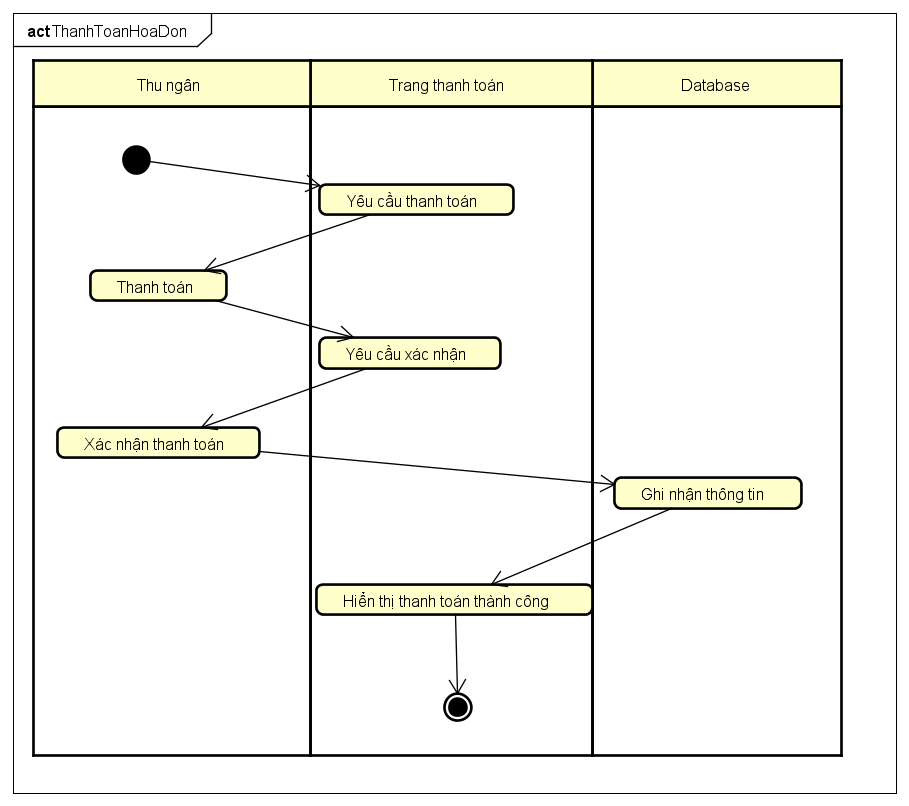 act ThanhToanHoaDon
Thu ngân
Trang thanh toán
Database
Yêu cầu thanh toán
Thanh toán
Yêu cầu xác nhận
Xác nhận thanh toán
Ghi nhận thông tin
Hiển thị thanh toán thành công